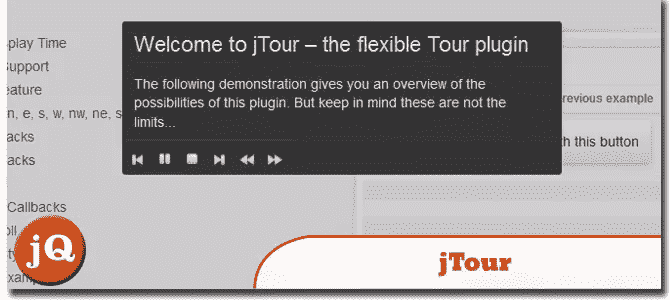 splay Time
Support
eature
n, e, s, w, nw, ne, s
acks
acks
Callbacks
Welcome to jTour – the flexible Tour plugin
The following demonstration gives you an overview of the
possibilities of this plugin. But keep in mind these are not the
limits...
revious example
th this button
jQ
jTour